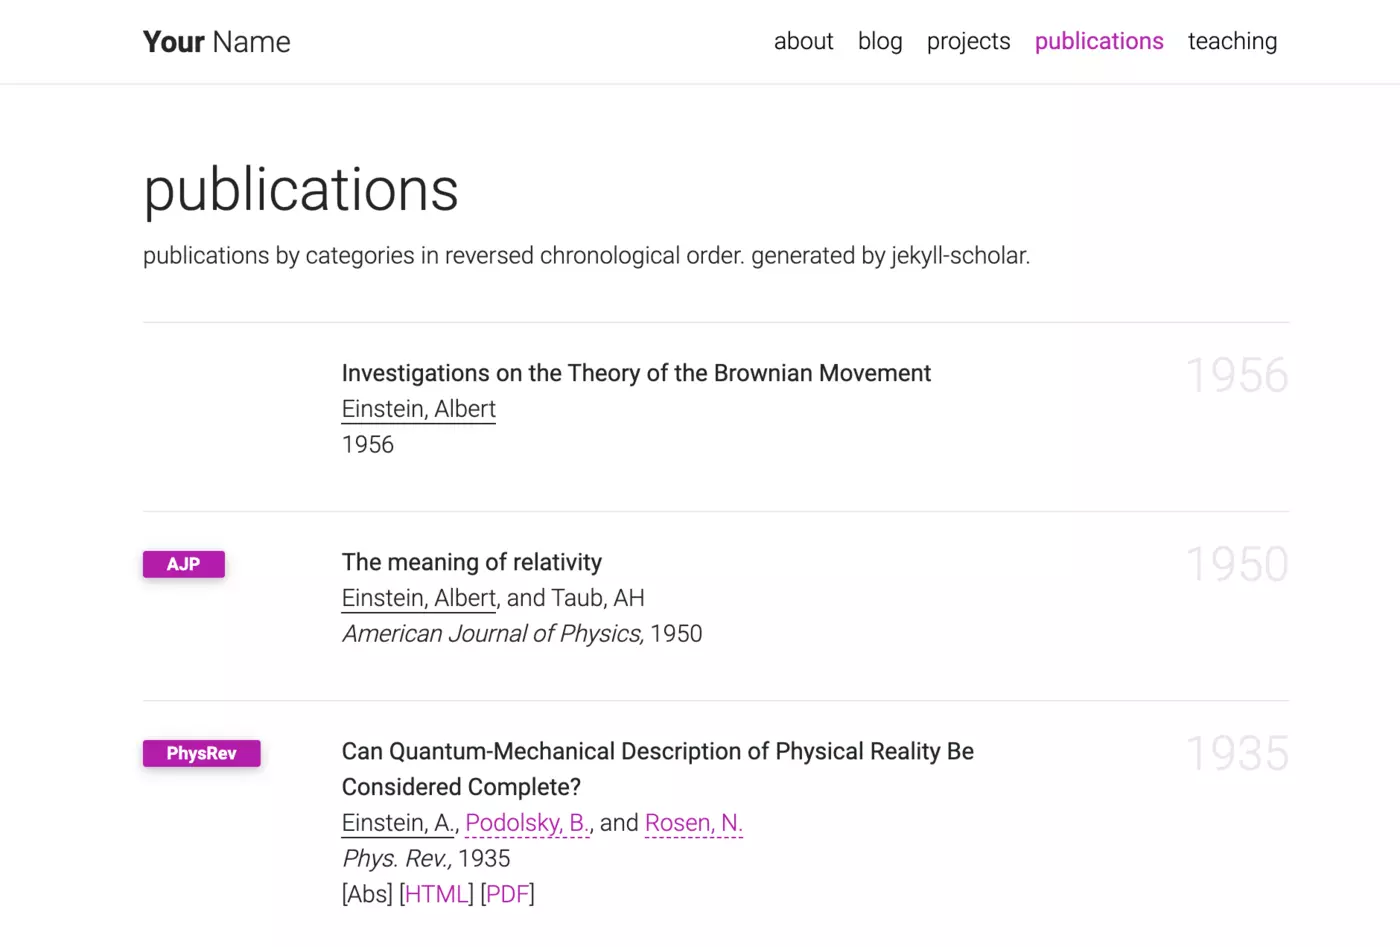 Your Name
about blog projects publications teaching
publications
publications by categories in reversed chronological order. generated by jekyll-scholar.
Investigations on the Theory of the Brownian Movement
1956
Einstein, Albert
1956
AJP
The meaning of relativity
1950
Einstein, Albert, and Taub, AH
American Journal of Physics, 1950
PhysRev
Can Quantum-Mechanical Description of Physical Reality Be
1935
Considered Complete?
Einstein, A., Podolsky, B., and Rosen, N.
Phys. Rev., 1935
[Abs] [HTML] [PDF]